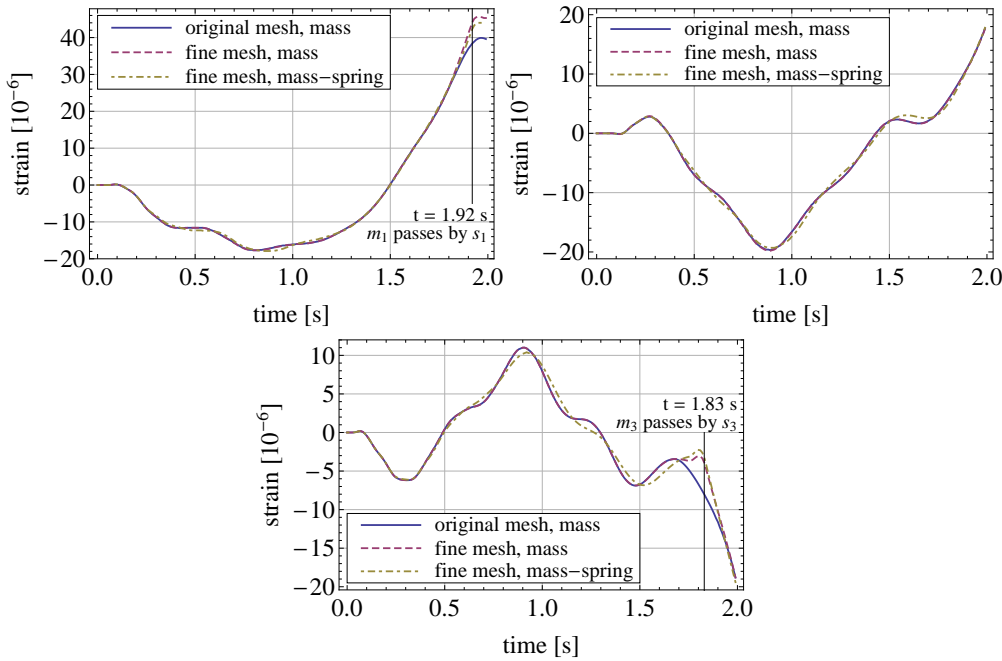 original mesh, mass
fine mesh, mass
fine mesh, mass−spring
strain [10⁻⁶]
40
30
20
10
0
−10
−20
t = 1.92 s
m₁ passes by s₁
0.0 0.5 1.0 1.5 2.0
time [s]
original mesh, mass
fine mesh, mass
fine mesh, mass−spring
strain [10⁻⁶]
20
10
0
−10
−20
0.0 0.5 1.0 1.5 2.0
time [s]
strain [10⁻⁶]
10
5
0
−5
−10
−15
−20
t = 1.83 s
m₃ passes by s₃
original mesh, mass
fine mesh, mass
fine mesh, mass−spring
0.0 0.5 1.0 1.5 2.0
time [s]